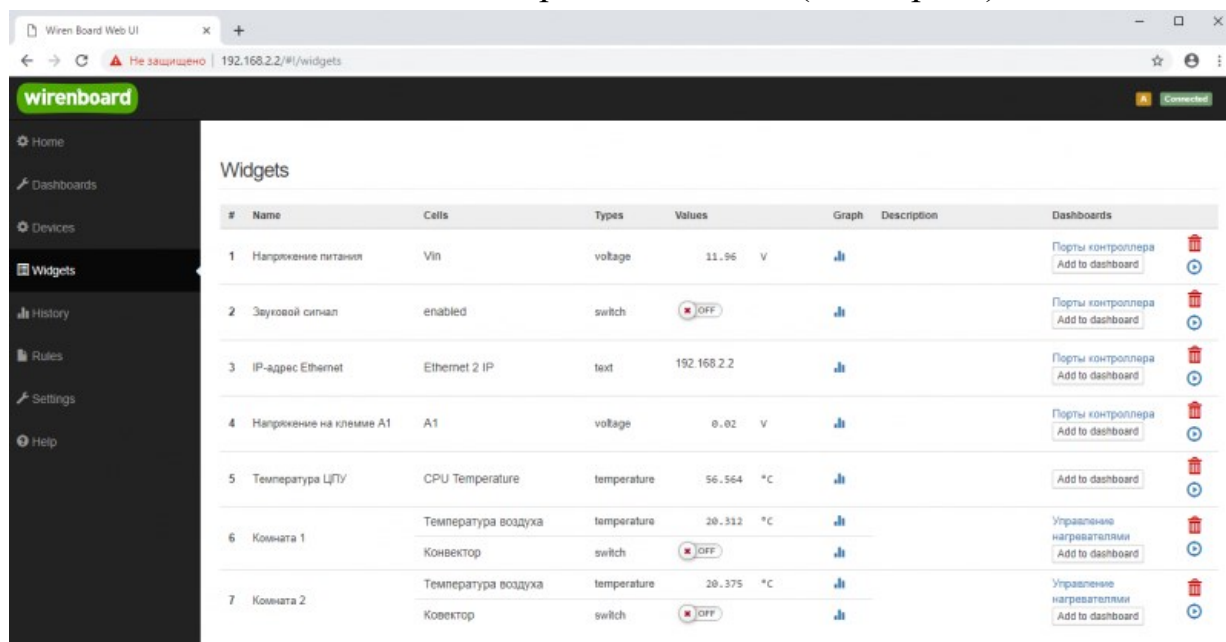 Wiren Board Web UI
Не защищено 192.168.2.2/#!/widgets
wirenboard
A Connected
Home
Dashboards
Devices
Widgets
History
Rules
Settings
Help
Widgets
# Name Cells Types Values Graph Description Dashboards
1 Напряжение питания Vin voltage 11.96 V Порты контроллера
Add to dashboard
2 Звуковой сигнал enabled switch OFF Порты контроллера
Add to dashboard
3 IP-адрес Ethernet Ethernet 2 IP text 192.168.2.2 Порты контроллера
Add to dashboard
4 Напряжение на клемме A1 A1 voltage 0.02 V Порты контроллера
Add to dashboard
5 Температура ЦПУ CPU Temperature temperature 56.564 °C Add to dashboard
6 Комната 1 Температура воздуха temperature 20.312 °C Управление
нагревателями
Конвектор switch OFF Add to dashboard
7 Комната 2 Температура воздуха temperature 20.375 °C Управление
нагревателями
Ковектор switch OFF Add to dashboard